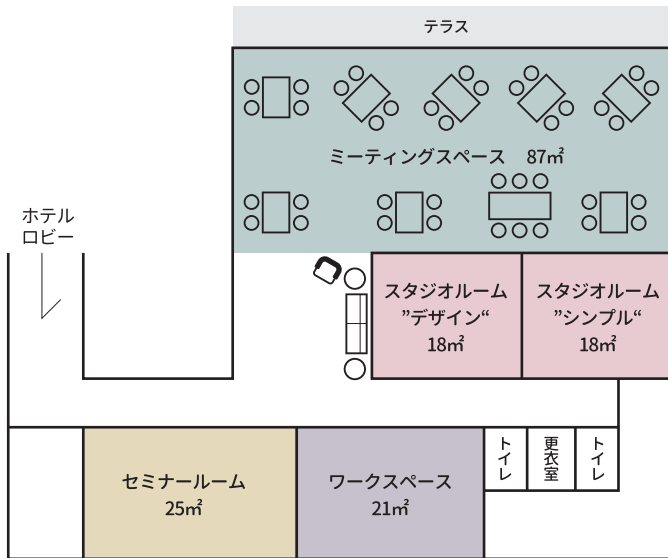 テラス
ミーティングスペース 87㎡
ホテル
ロビー
スタジオルーム
”デザイン“
18㎡
スタジオルーム
”シンプル“
18㎡
セミナールーム
25㎡
ワークスペース
21㎡
トイレ
更衣室
トイレ